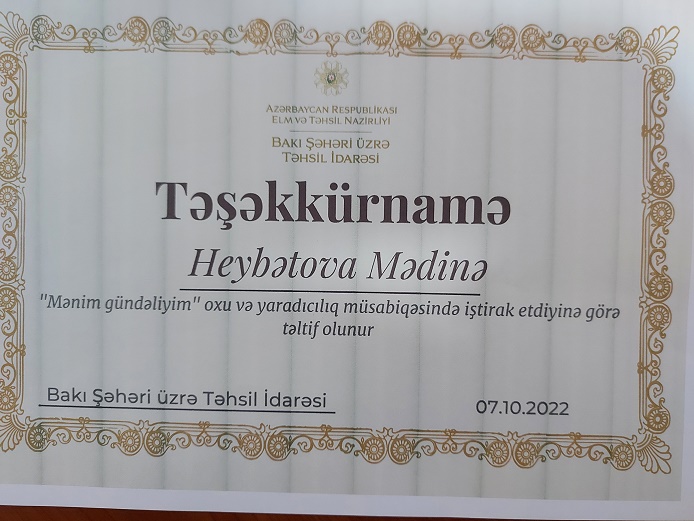 AZƏRBAYCAN RESPUBLİKASI
ELM VƏ TƏHSİL NAZİRLİYİ
BAKI ŞƏHƏRİ ÜZRƏ
TƏHSİL İDARƏSİ
Təşəkkürnamə
Heybətova Mədinə
"Mənim gündəliyim" oxu və yaradıcılıq müsabiqəsində iştirak etdiyinə görə
təltif olunur
Bakı Şəhəri üzrə Təhsil İdarəsi
07.10.2022